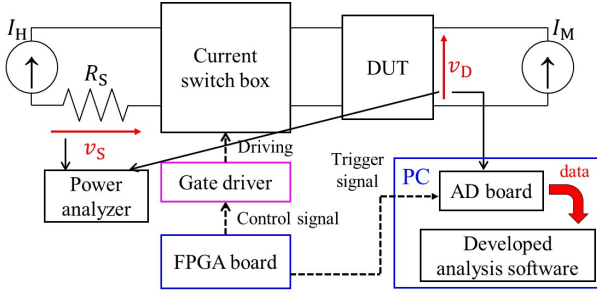 I_H
R_S
v_S
Current
switch box
DUT
v_D
I_M
Driving
Gate driver
Control signal
FPGA board
Power
analyzer
Trigger
signal
PC
AD board
data
Developed
analysis software